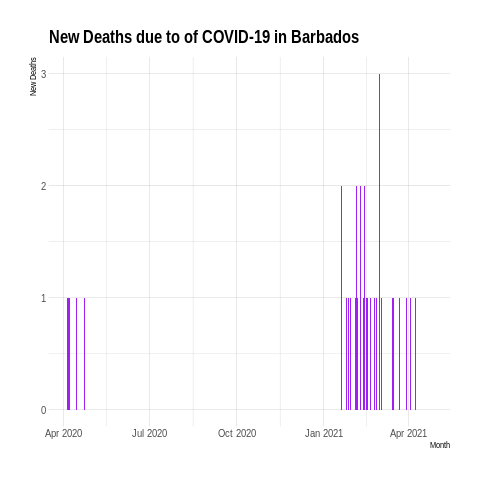 New Deaths due to of COVID-19 in Barbados
New Deaths
3
2
1
0
Apr 2020 Jul 2020 Oct 2020 Jan 2021 Apr 2021
Month